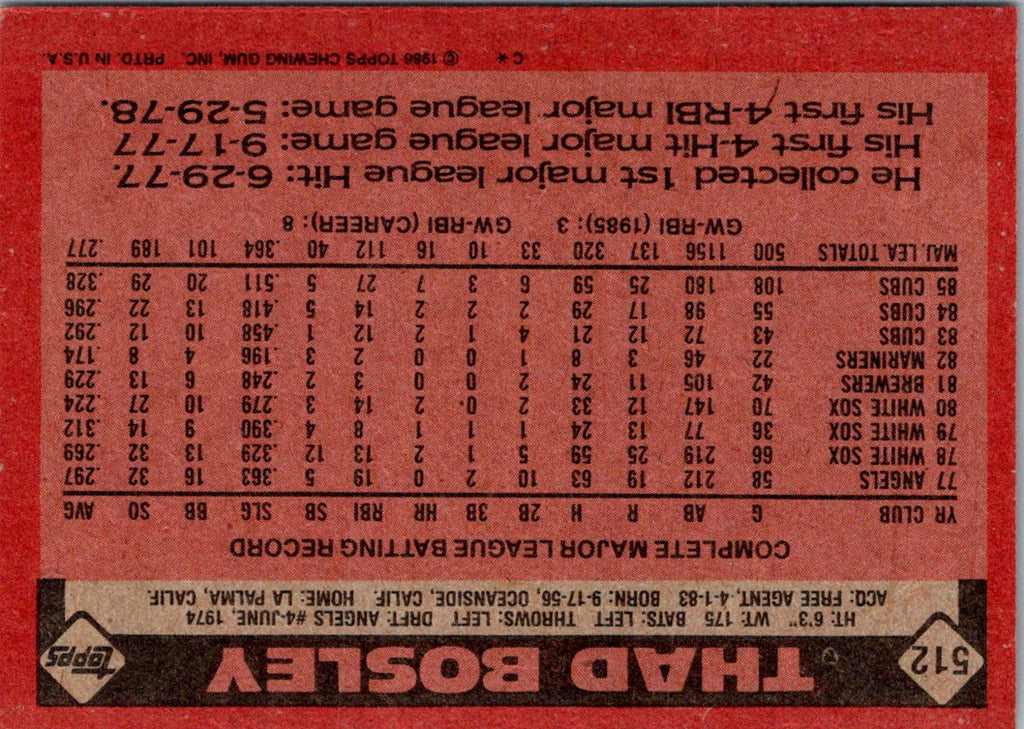 512 THAD BOSLEY TOPPS
HT: 6'3" WT: 175 BATS: LEFT THROWS: LEFT DRFT: ANGELS #4-JUNE, 1974
ACQ: FREE AGENT, 4-1-83 BORN: 9-17-56, OCEANSIDE, CALIF. HOME: LA PALMA, CALIF.
COMPLETE MAJOR LEAGUE BATTING RECORD
YR CLUB G AB R H 2B 3B HR RBI SB SLG BB SO AVG
77 ANGELS 58 212 19 63 10 2 0 19 5 .363 16 32 .297
78 WHITE SOX 66 219 25 59 5 1 2 13 12 .329 13 32 .269
79 WHITE SOX 36 77 13 24 1 1 1 8 4 .390 9 14 .312
80 WHITE SOX 70 147 12 33 2 0 2 14 3 .279 10 27 .224
81 BREWERS 42 105 11 24 2 0 0 3 2 .248 6 13 .229
82 MARINERS 22 46 3 8 1 0 0 2 3 .196 4 8 .174
83 CUBS 43 72 12 21 4 1 2 12 1 .458 10 12 .292
84 CUBS 55 98 17 29 2 2 2 14 5 .418 13 22 .296
85 CUBS 108 180 25 59 6 3 7 27 5 .511 20 29 .328
MAJ. LEA. TOTALS 500 1156 137 320 33 10 16 112 40 .364 101 189 .277
GW-RBI (1985): 3 GW-RBI (CAREER): 8
He collected 1st major league Hit: 6-29-77.
His first 4-Hit major league game: 9-17-77
His first 4-RBI major league game: 5-29-78.
C* © 1986 TOPPS CHEWING GUM, INC. PRTD. IN U.S.A